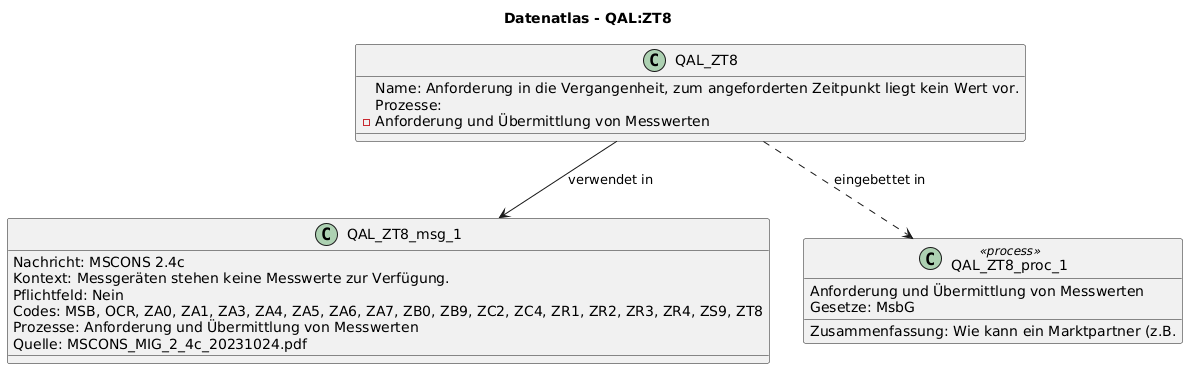 Datenatlas - QAL:ZT8
C QAL_ZT8
Name: Anforderung in die Vergangenheit, zum angeforderten Zeitpunkt liegt kein Wert vor.
Prozesse:
Anforderung und Übermittlung von Messwerten
verwendet in
eingebettet in
C QAL_ZT8_msg_1
Nachricht: MSCONS 2.4c
Kontext: Messgeräten stehen keine Messwerte zur Verfügung.
Pflichtfeld: Nein
Codes: MSB, OCR, ZA0, ZA1, ZA3, ZA4, ZA5, ZA6, ZA7, ZB0, ZB9, ZC2, ZC4, ZR1, ZR2, ZR3, ZR4, ZS9, ZT8
Prozesse: Anforderung und Übermittlung von Messwerten
Quelle: MSCONS_MIG_2_4c_20231024.pdf
«process»
C QAL_ZT8_proc_1
Anforderung und Übermittlung von Messwerten
Gesetze: MsbG
Zusammenfassung: Wie kann ein Marktpartner (z.B.